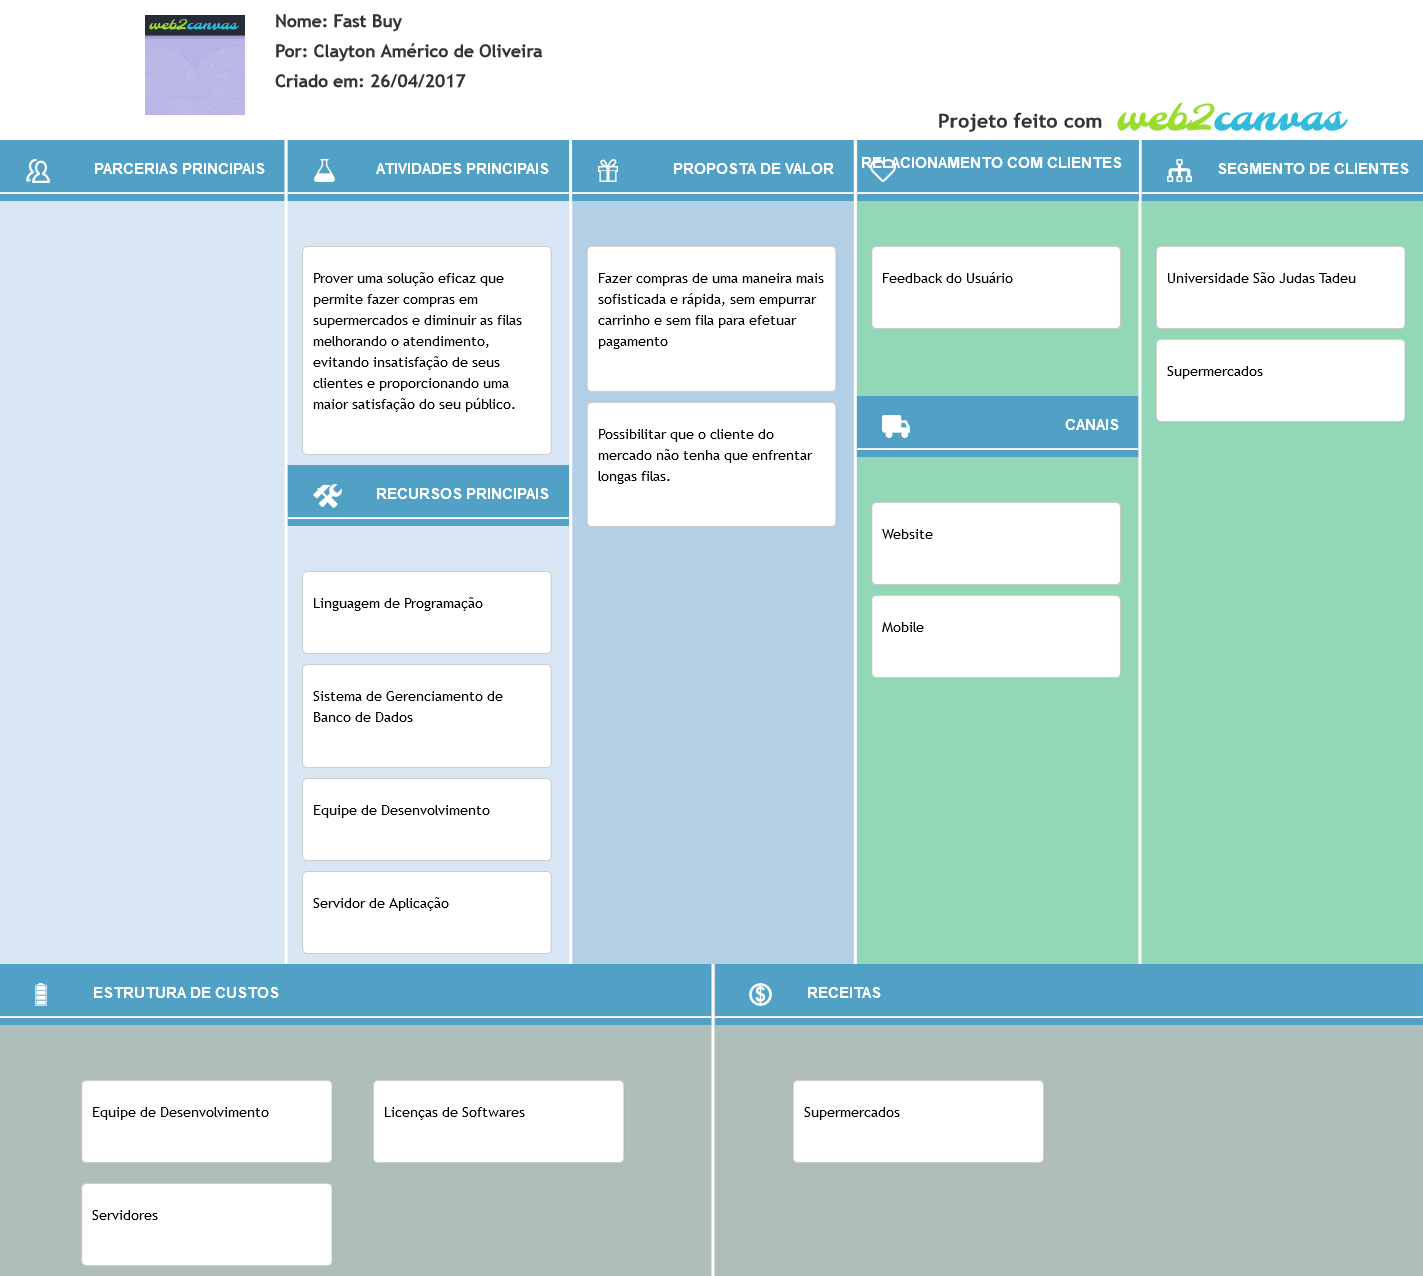 web2canvas
Nome: Fast Buy
Por: Clayton Américo de Oliveira
Criado em: 26/04/2017
Projeto feito com web2canvas
PARCERIAS PRINCIPAIS
ATIVIDADES PRINCIPAIS
Prover uma solução eficaz que
permite fazer compras em
supermercados e diminuir as filas
melhorando o atendimento,
evitando insatisfação de seus
clientes e proporcionando uma
maior satisfação do seu público.
RECURSOS PRINCIPAIS
Linguagem de Programação
Sistema de Gerenciamento de
Banco de Dados
Equipe de Desenvolvimento
Servidor de Aplicação
PROPOSTA DE VALOR
Fazer compras de uma maneira mais
sofisticada e rápida, sem empurrar
carrinho e sem fila para efetuar
pagamento
Possibilitar que o cliente do
mercado não tenha que enfrentar
longas filas.
RELACIONAMENTO COM CLIENTES
Feedback do Usuário
CANAIS
Website
Mobile
SEGMENTO DE CLIENTES
Universidade São Judas Tadeu
Supermercados
ESTRUTURA DE CUSTOS
Equipe de Desenvolvimento
Licenças de Softwares
Servidores
RECEITAS
Supermercados